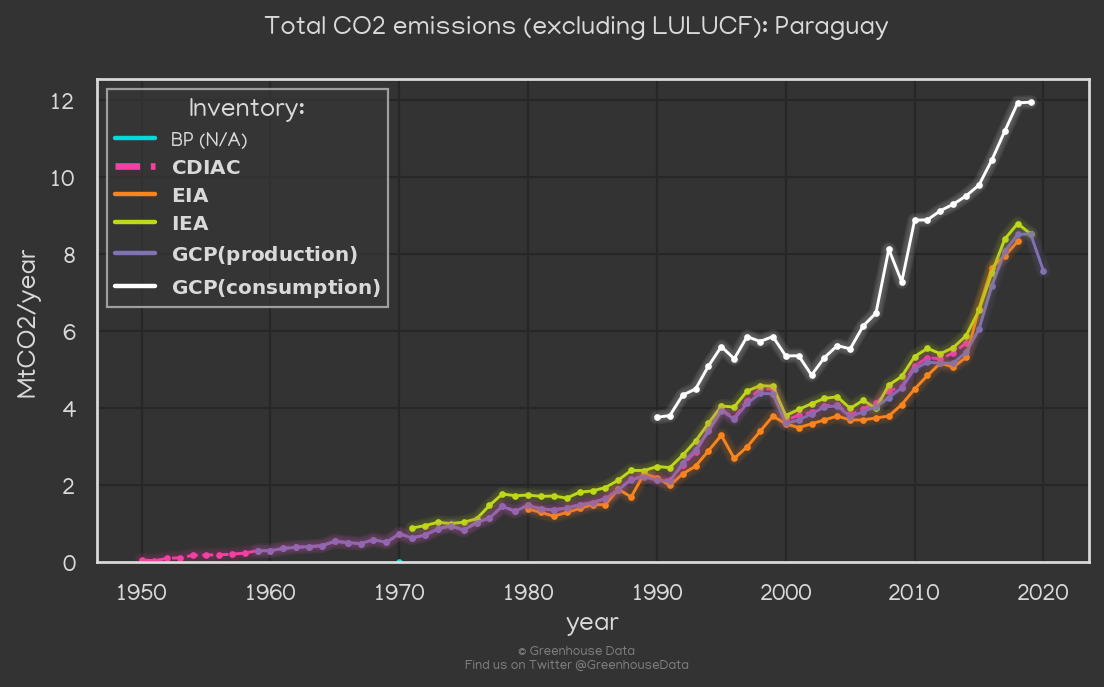 Total CO2 emissions (excluding LULUCF): Paraguay
Inventory:
BP (N/A)
CDIAC
EIA
IEA
GCP(production)
GCP(consumption)
MtCO2/year
12
10
8
6
4
2
0
1950 1960 1970 1980 1990 2000 2010 2020
year
© Greenhouse Data
Find us on Twitter @GreenhouseData